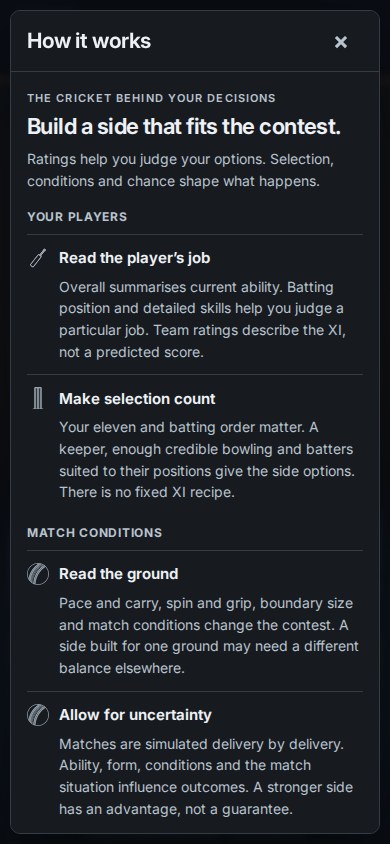 How it works
×
THE CRICKET BEHIND YOUR DECISIONS
Build a side that fits the contest.
Ratings help you judge your options. Selection,
conditions and chance shape what happens.
YOUR PLAYERS
Read the player’s job
Overall summarises current ability. Batting
position and detailed skills help you judge a
particular job. Team ratings describe the XI,
not a predicted score.
Make selection count
Your eleven and batting order matter. A
keeper, enough credible bowling and batters
suited to their positions give the side options.
There is no fixed XI recipe.
MATCH CONDITIONS
Read the ground
Pace and carry, spin and grip, boundary size
and match conditions change the contest. A
side built for one ground may need a different
balance elsewhere.
Allow for uncertainty
Matches are simulated delivery by delivery.
Ability, form, conditions and the match
situation influence outcomes. A stronger side
has an advantage, not a guarantee.